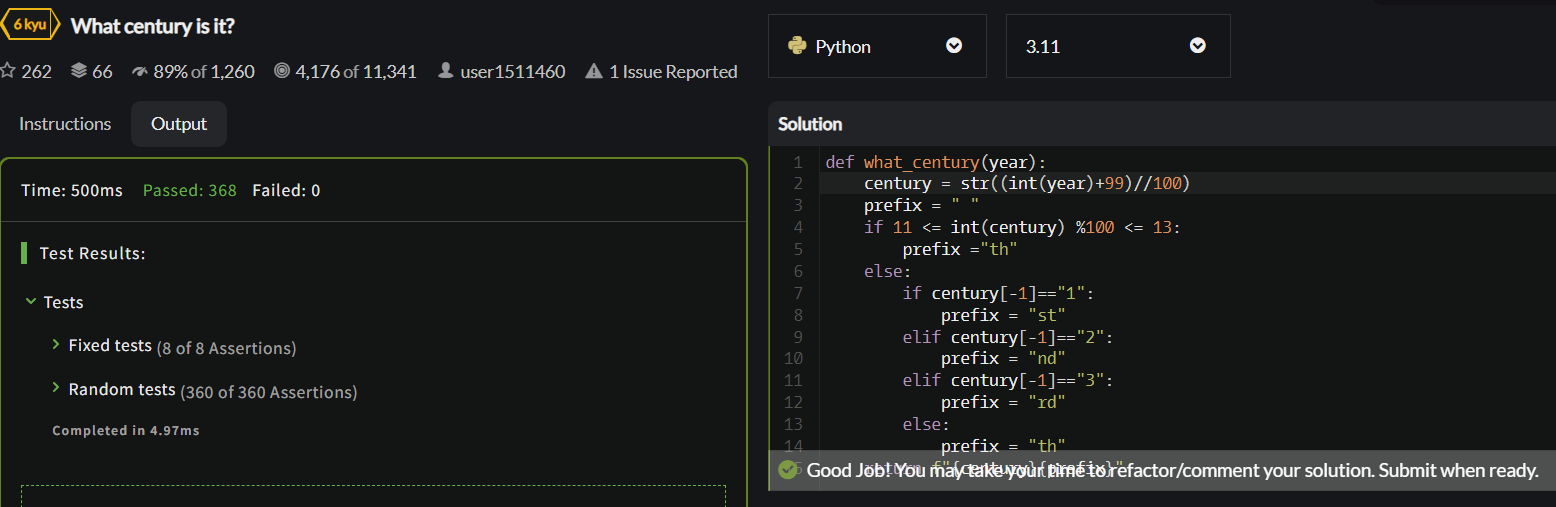 6 kyu What century is it?
262 66 89% of 1,260 4,176 of 11,341 user1511460 1 Issue Reported
Instructions Output
Time: 500ms Passed: 368 Failed: 0
Test Results:
Tests
Fixed tests (8 of 8 Assertions)
Random tests (360 of 360 Assertions)
Completed in 4.97ms
Python 3.11
Solution
1 def what_century(year):
2     century = str((int(year)+99)//100)
3     prefix = " "
4     if 11 <= int(century) %100 <= 13:
5         prefix ="th"
6     else:
7         if century[-1]=="1":
8             prefix = "st"
9         elif century[-1]=="2":
10             prefix = "nd"
11         elif century[-1]=="3":
12             prefix = "rd"
13         else:
14             prefix = "th"
return f"{century}{prefix}"
Good Job! You may take your time to refactor/comment your solution. Submit when ready.